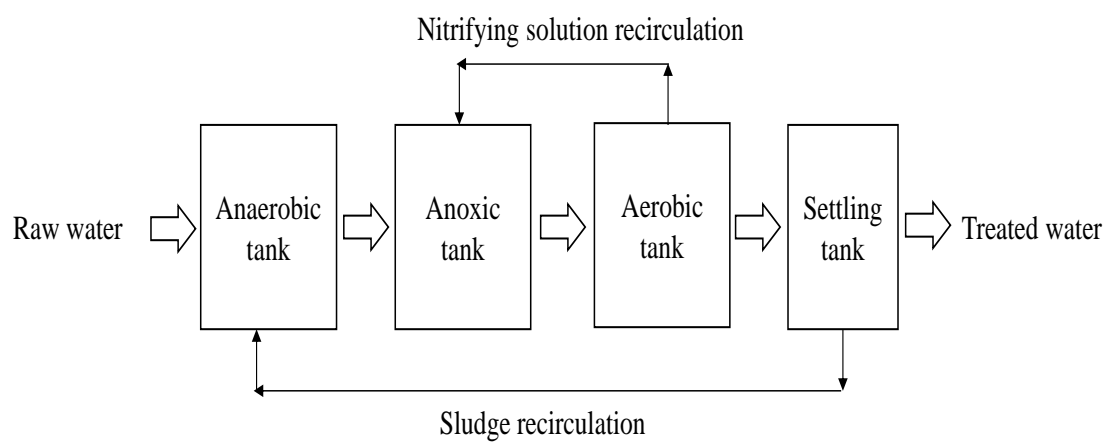 Nitrifying solution recirculation
Raw water
Anaerobic
tank
Anoxic
tank
Aerobic
tank
Settling
tank
Treated water
Sludge recirculation